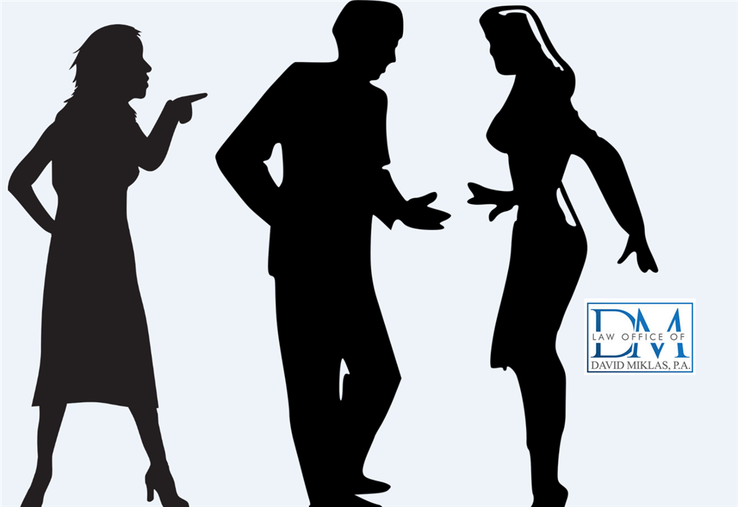 DM
LAW OFFICE OF
DAVID MIKLAS, P.A.